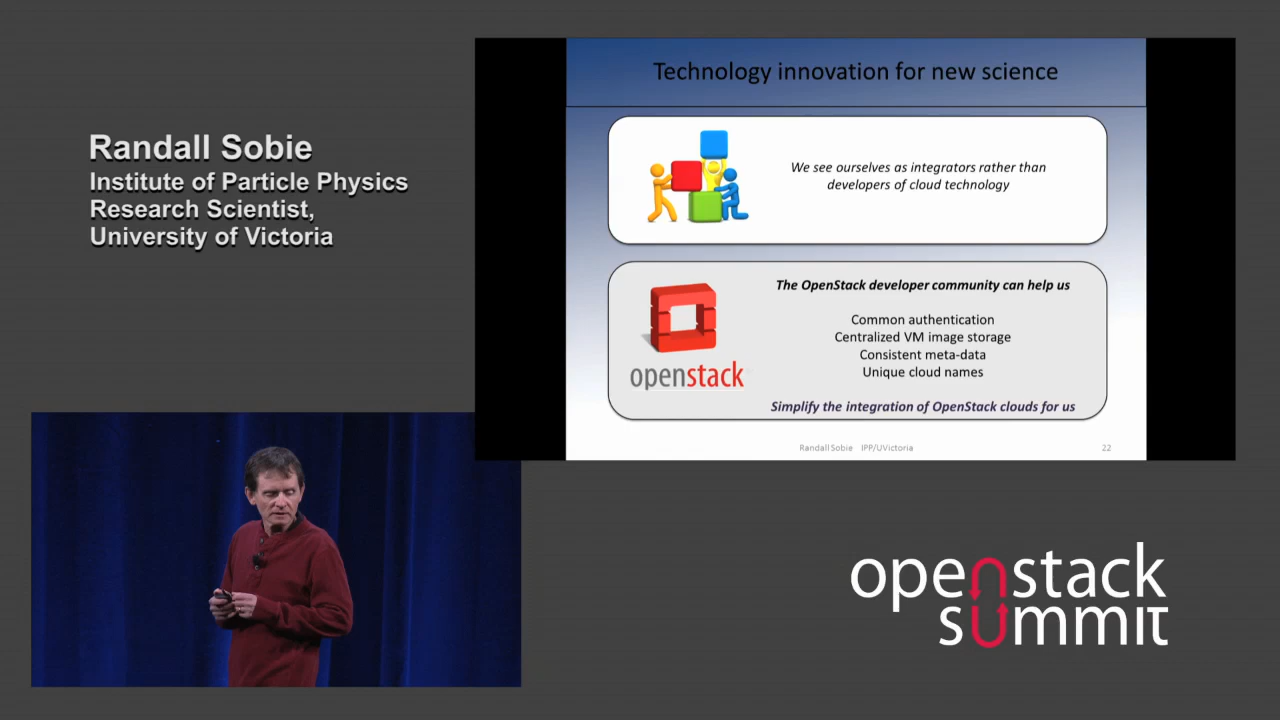 Randall Sobie
Institute of Particle Physics
Research Scientist,
University of Victoria
Technology innovation for new science
We see ourselves as integrators rather than
developers of cloud technology
The OpenStack developer community can help us
Common authentication
Centralized VM image storage
Consistent meta-data
Unique cloud names
openstack
Simplify the integration of OpenStack clouds for us
Randall Sobie IPP/UVictoria
22
openstack
summit